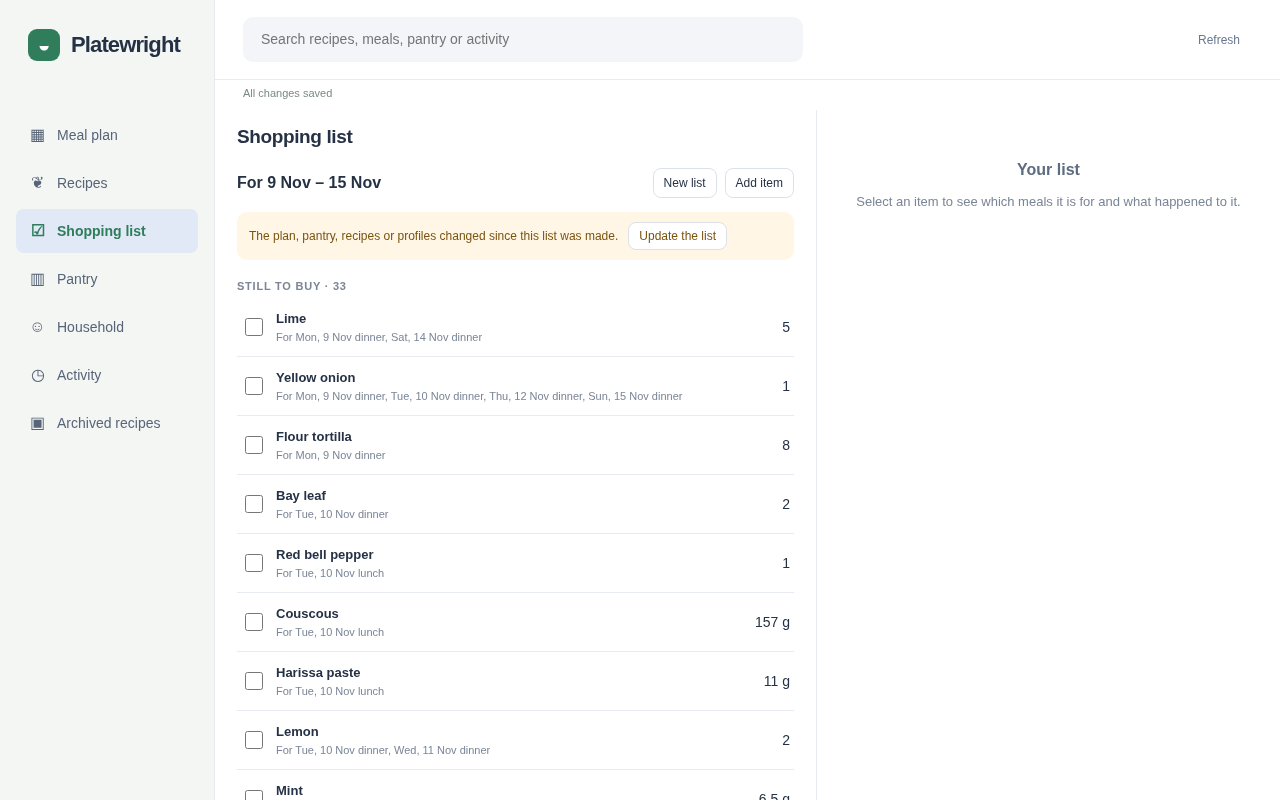 Platewright
Search recipes, meals, pantry or activity
Refresh
All changes saved
Meal plan
Recipes
Shopping list
Pantry
Household
Activity
Archived recipes
Shopping list
For 9 Nov – 15 Nov
New list
Add item
The plan, pantry, recipes or profiles changed since this list was made.
Update the list
STILL TO BUY · 33
Lime
For Mon, 9 Nov dinner, Sat, 14 Nov dinner
5
Yellow onion
For Mon, 9 Nov dinner, Tue, 10 Nov dinner, Thu, 12 Nov dinner, Sun, 15 Nov dinner
1
Flour tortilla
For Mon, 9 Nov dinner
8
Bay leaf
For Tue, 10 Nov dinner
2
Red bell pepper
For Tue, 10 Nov lunch
1
Couscous
For Tue, 10 Nov lunch
157 g
Harissa paste
For Tue, 10 Nov lunch
11 g
Lemon
For Tue, 10 Nov dinner, Wed, 11 Nov dinner
2
Mint
6.5 g
Your list
Select an item to see which meals it is for and what happened to it.